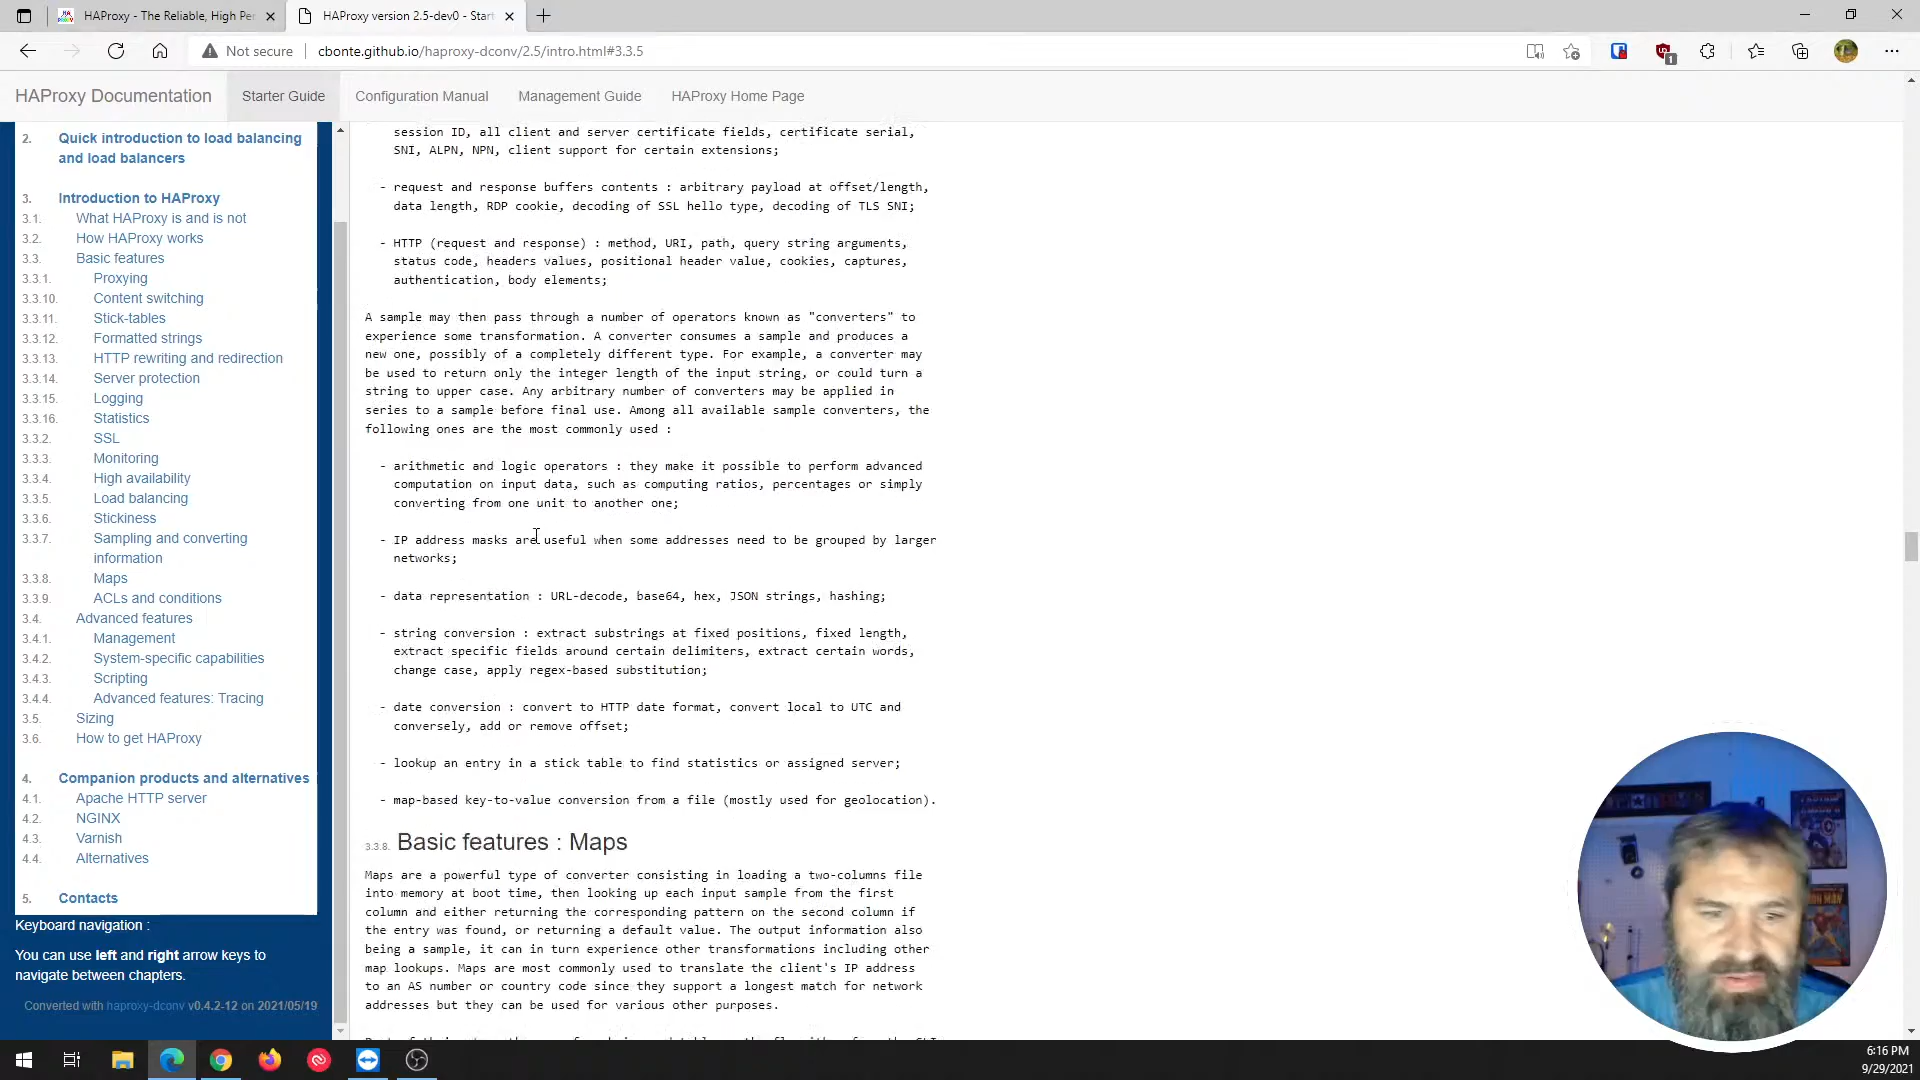 HAProxy - The Reliable, High Pe
HAProxy version 2.5-dev0 - Star
Not secure
cbonte.github.io/haproxy-dconv/2.5/intro.html#3.3.5
1
HAProxy Documentation
Starter Guide
Configuration Manual
Management Guide
HAProxy Home Page
2. Quick introduction to load balancing
and load balancers
3. Introduction to HAProxy
3.1. What HAProxy is and is not
3.2. How HAProxy works
3.3. Basic features
3.3.1. Proxying
3.3.10. Content switching
3.3.11. Stick-tables
3.3.12. Formatted strings
3.3.13. HTTP rewriting and redirection
3.3.14. Server protection
3.3.15. Logging
3.3.16. Statistics
3.3.2. SSL
3.3.3. Monitoring
3.3.4. High availability
3.3.5. Load balancing
3.3.6. Stickiness
3.3.7. Sampling and converting
information
3.3.8. Maps
3.3.9. ACLs and conditions
3.4. Advanced features
3.4.1. Management
3.4.2. System-specific capabilities
3.4.3. Scripting
3.4.4. Advanced features: Tracing
3.5. Sizing
3.6. How to get HAProxy
4. Companion products and alternatives
4.1. Apache HTTP server
4.2. NGINX
4.3. Varnish
4.4. Alternatives
5. Contacts
Keyboard navigation :
You can use left and right arrow keys to
navigate between chapters.
Converted with haproxy-dconv v0.4.2-12 on 2021/05/19
session ID, all client and server certificate fields, certificate serial,
SNI, ALPN, NPN, client support for certain extensions;
- request and response buffers contents : arbitrary payload at offset/length,
data length, RDP cookie, decoding of SSL hello type, decoding of TLS SNI;
- HTTP (request and response) : method, URI, path, query string arguments,
status code, headers values, positional header value, cookies, captures,
authentication, body elements;
A sample may then pass through a number of operators known as "converters" to
experience some transformation. A converter consumes a sample and produces a
new one, possibly of a completely different type. For example, a converter may
be used to return only the integer length of the input string, or could turn a
string to upper case. Any arbitrary number of converters may be applied in
series to a sample before final use. Among all available sample converters, the
following ones are the most commonly used :
- arithmetic and logic operators : they make it possible to perform advanced
computation on input data, such as computing ratios, percentages or simply
converting from one unit to another one;
- IP address masks are useful when some addresses need to be grouped by larger
networks;
- data representation : URL-decode, base64, hex, JSON strings, hashing;
- string conversion : extract substrings at fixed positions, fixed length,
extract specific fields around certain delimiters, extract certain words,
change case, apply regex-based substitution;
- date conversion : convert to HTTP date format, convert local to UTC and
conversely, add or remove offset;
- lookup an entry in a stick table to find statistics or assigned server;
- map-based key-to-value conversion from a file (mostly used for geolocation).
3.3.8. Basic features : Maps
Maps are a powerful type of converter consisting in loading a two-columns file
into memory at boot time, then looking up each input sample from the first
column and either returning the corresponding pattern on the second column if
the entry was found, or returning a default value. The output information also
being a sample, it can in turn experience other transformations including other
map lookups. Maps are most commonly used to translate the client's IP address
to an AS number or country code since they support a longest match for network
addresses but they can be used for various other purposes.
6:16 PM
9/29/2021